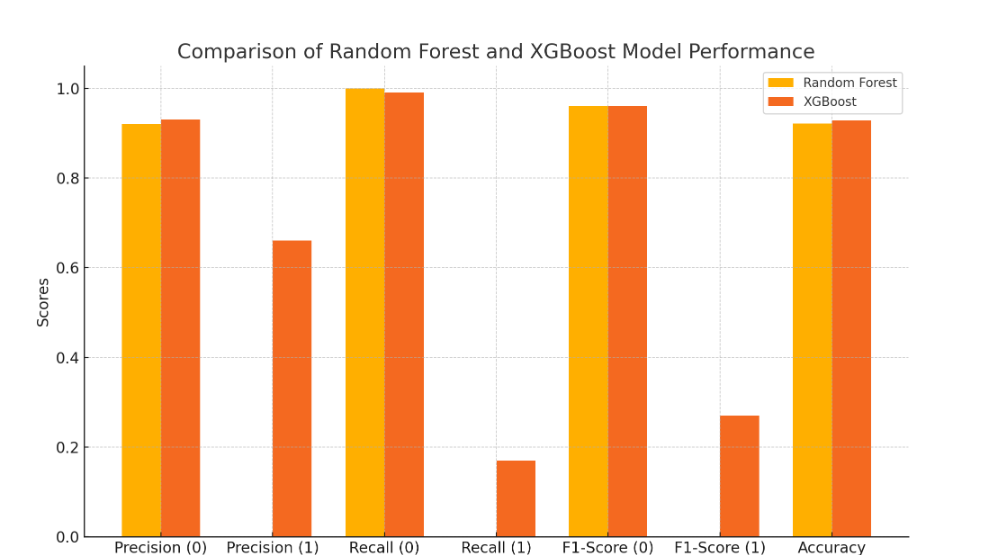 Comparison of Random Forest and XGBoost Model Performance
Random Forest
XGBoost
1.0
0.8
0.6
0.4
0.2
0.0
Scores
Precision (0) Precision (1) Recall (0) Recall (1) F1-Score (0) F1-Score (1) Accuracy